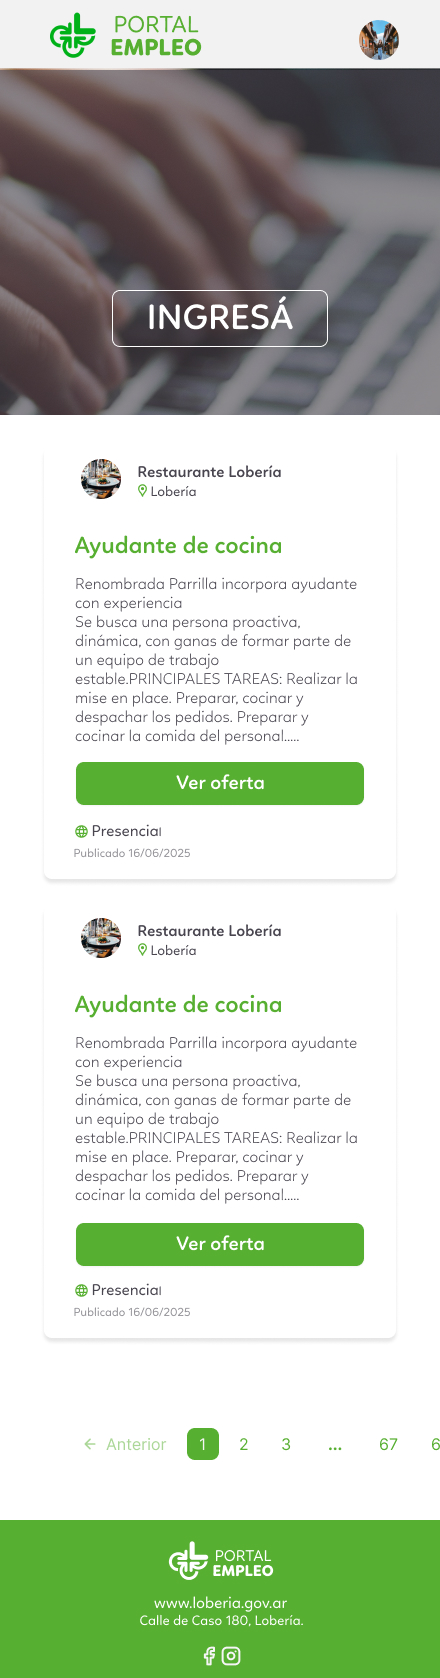 PORTAL
EMPLEO
INGRESÁ
Restaurante Lobería
Lobería
Ayudante de cocina
Renombrada Parrilla incorpora ayudante
con experiencia
Se busca una persona proactiva,
dinámica, con ganas de formar parte de
un equipo de trabajo
estable.PRINCIPALES TAREAS: Realizar la
mise en place. Preparar, cocinar y
despachar los pedidos. Preparar y
cocinar la comida del personal.....
Ver oferta
Presencial
Publicado 16/06/2025
Restaurante Lobería
Lobería
Ayudante de cocina
Renombrada Parrilla incorpora ayudante
con experiencia
Se busca una persona proactiva,
dinámica, con ganas de formar parte de
un equipo de trabajo
estable.PRINCIPALES TAREAS: Realizar la
mise en place. Preparar, cocinar y
despachar los pedidos. Preparar y
cocinar la comida del personal.....
Ver oferta
Presencial
Publicado 16/06/2025
← Anterior 1 2 3 ... 67 6
PORTAL
EMPLEO
www.loberia.gov.ar
Calle de Caso 180, Lobería.